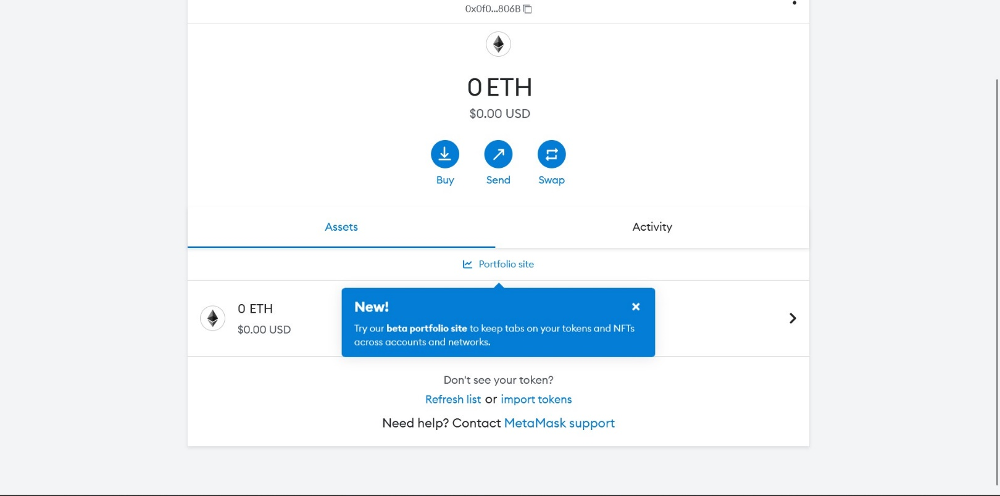 0x0f0...806B
0 ETH
$0.00 USD
Buy
Send
Swap
Assets
Activity
Portfolio site
New!
Try our beta portfolio site to keep tabs on your tokens and NFTs
across accounts and networks.
0 ETH
$0.00 USD
Don't see your token?
Refresh list or import tokens
Need help? Contact MetaMask support